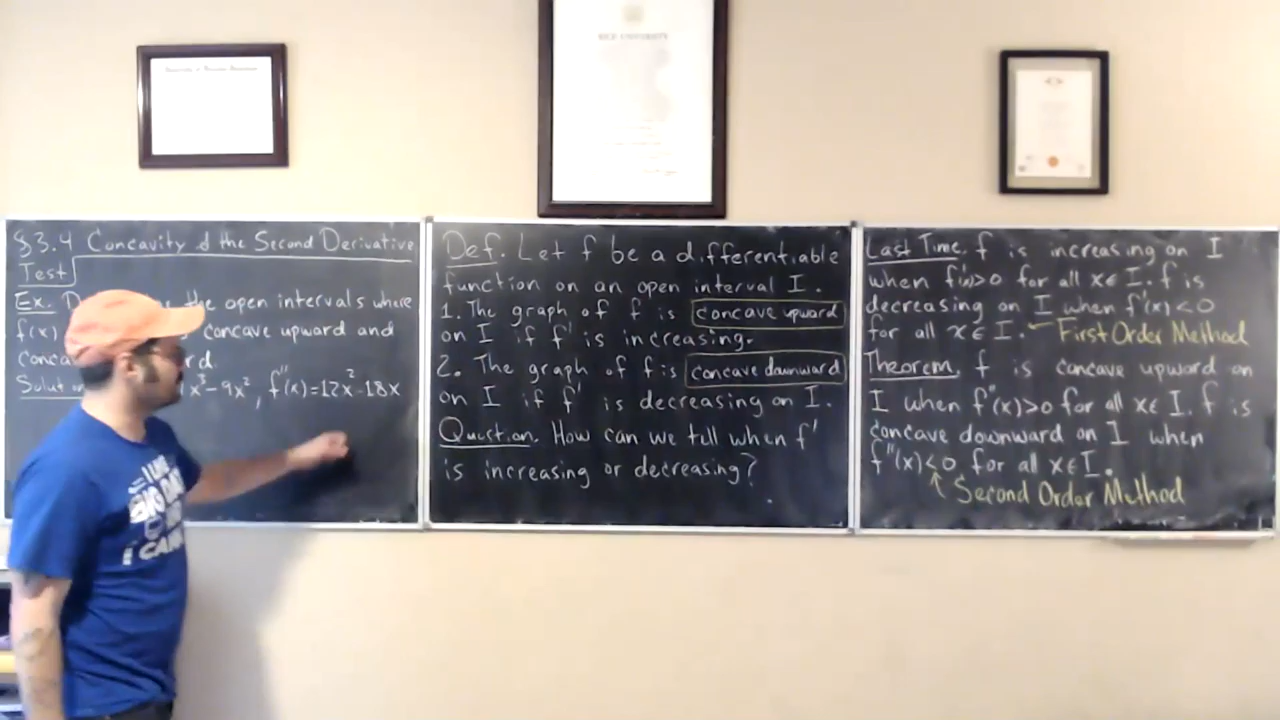 RICE UNIVERSITY
§3.4 Concavity & the Second Derivative
Test
Ex. the open intervals where
f(x) concave upward and
x³-9x², f''(x)=12x²-18x
I
BIG
I CAN
Def. Let f be a differentiable
function on an open interval I.
1. The graph of f is concave upward
on I if f' is increasing.
2. The graph of f is concave downward
on I if f' is decreasing on I.
Question. How can we tell when f'
is increasing or decreasing?
Last Time. f is increasing on I
when f'(x)>0 for all x∈I. f is
decreasing on I when f'(x)<0
for all x∈I. ← First Order Method
Theorem. f is concave upward on
I when f''(x)>0 for all x∈I. f is
concave downward on I when
f''(x)<0 for all x∈I.
↑ Second Order Method